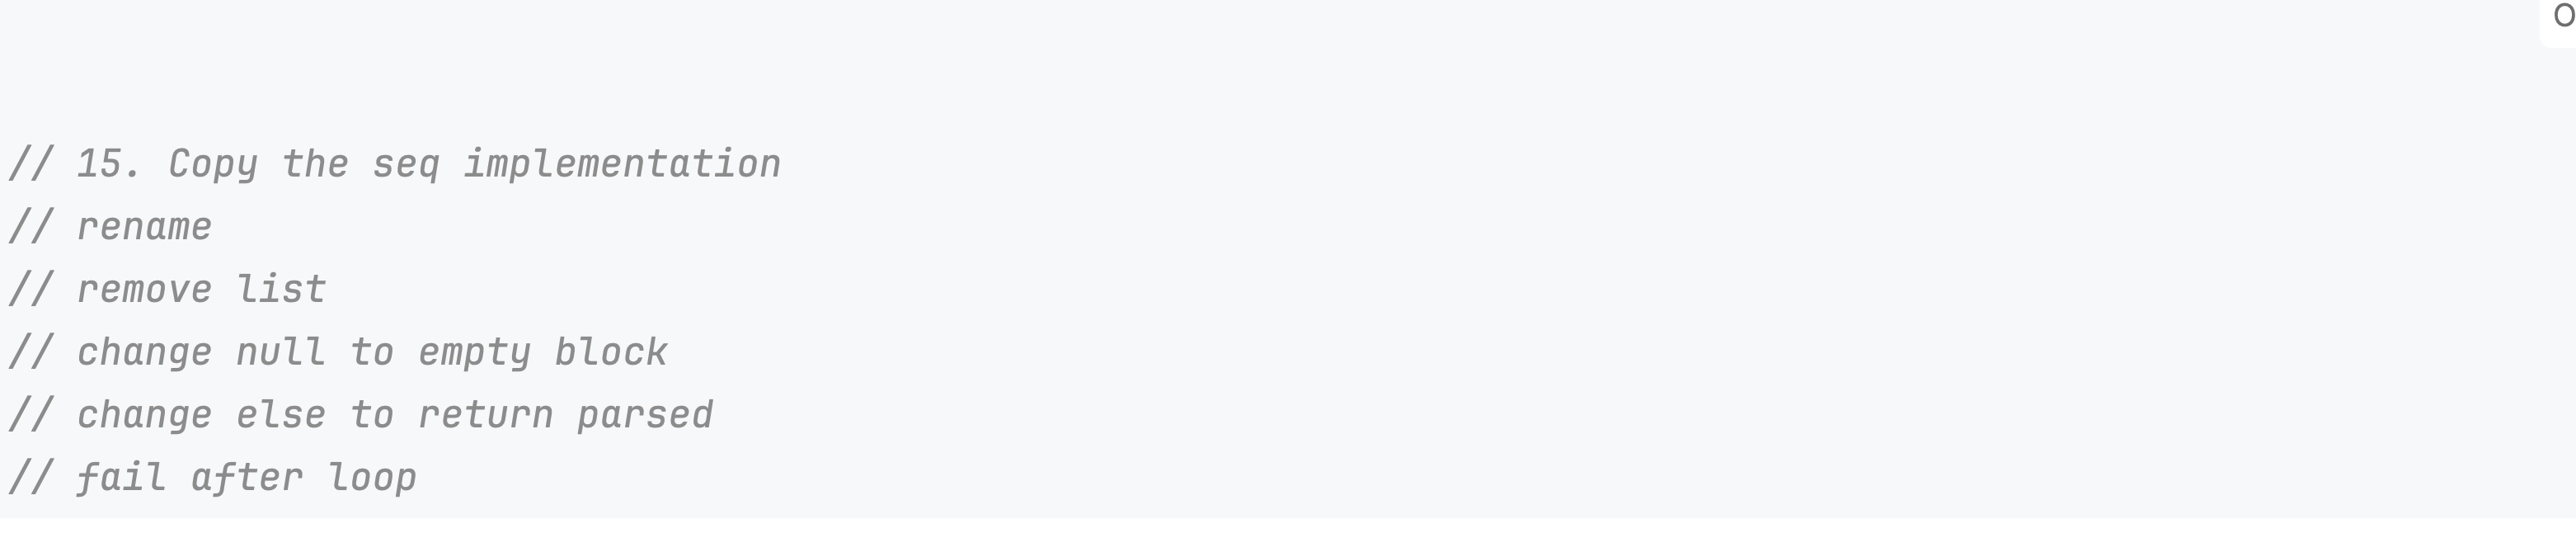 // 15. Copy the seq implementation
// rename
// remove list
// change null to empty block
// change else to return parsed
// fail after loop